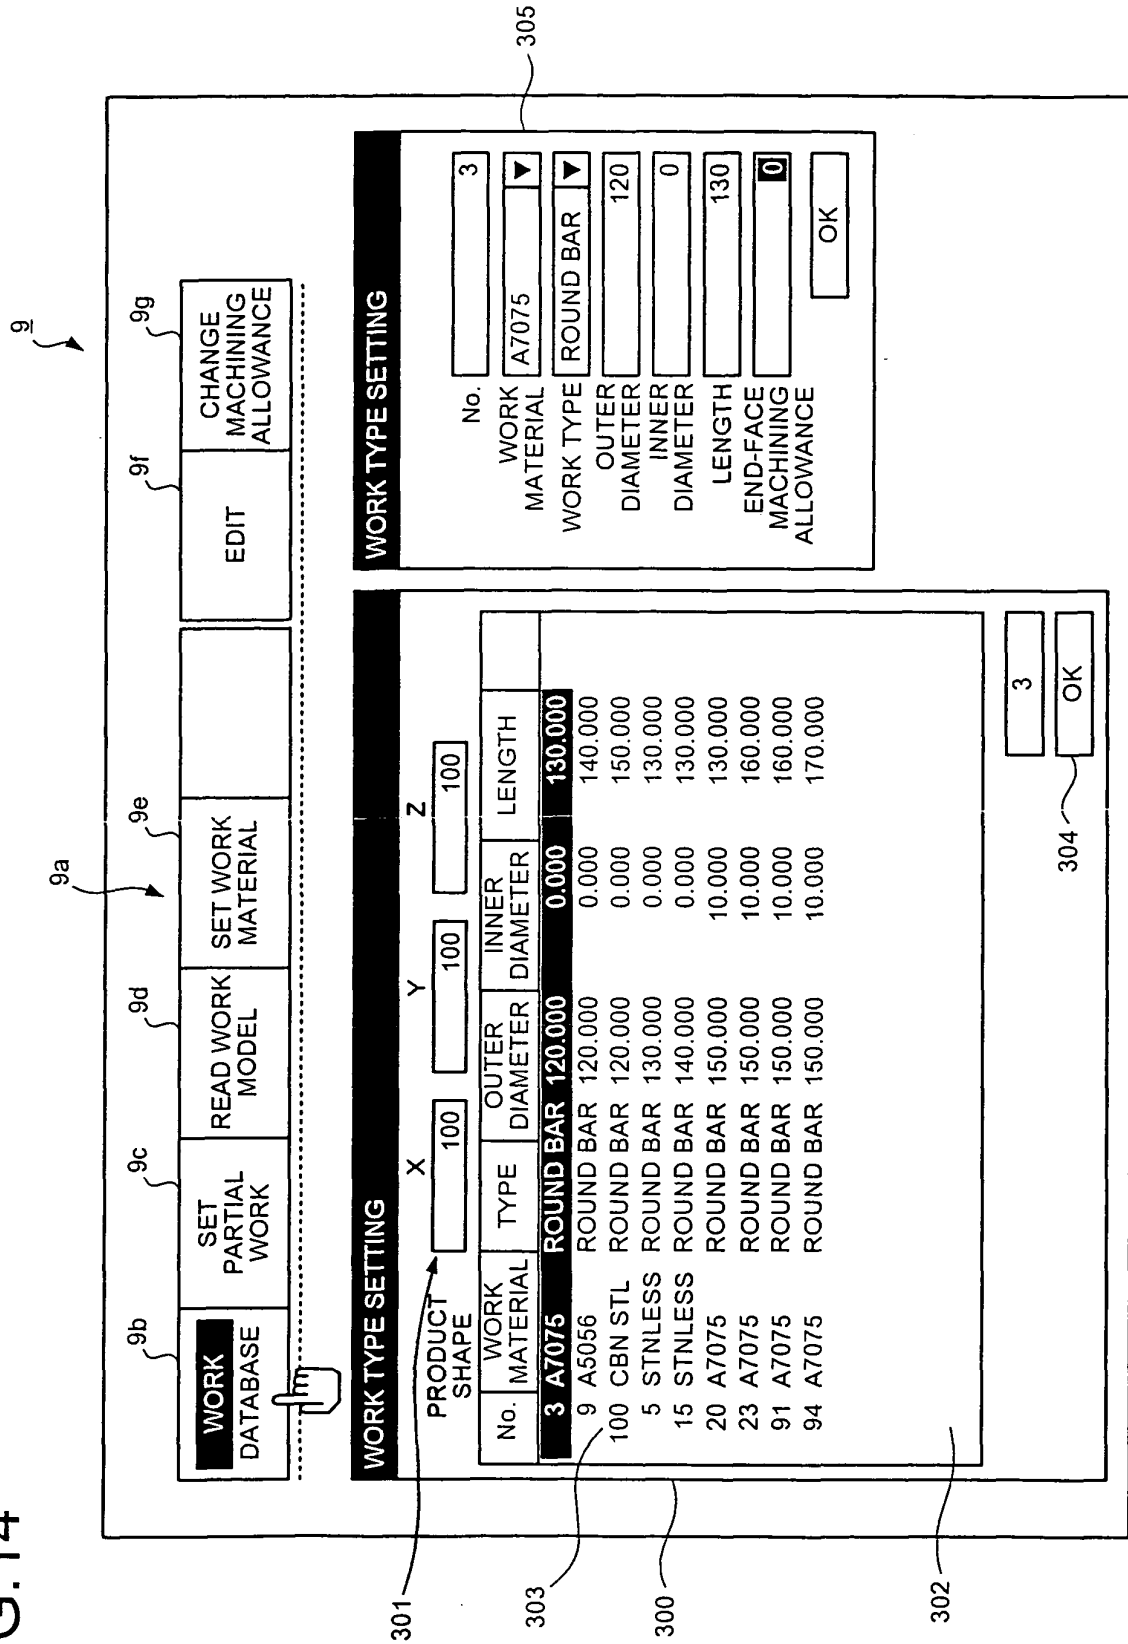 G. 14
9
9a
9b
9c
9d
9e
9f
9g
WORK
DATABASE
SET
PARTIAL
WORK
READ WORK
MODEL
SET WORK
MATERIAL
EDIT
CHANGE
MACHINING
ALLOWANCE
WORK TYPE SETTING
PRODUCT
SHAPE
X
100
Y
100
Z
100
No. WORK MATERIAL TYPE OUTER DIAMETER INNER DIAMETER LENGTH
3 A7075 ROUND BAR 120.000 0.000 130.000
9 A5056 ROUND BAR 120.000 0.000 140.000
100 CBN STL ROUND BAR 120.000 0.000 150.000
5 STNLESS ROUND BAR 130.000 0.000 130.000
15 STNLESS ROUND BAR 140.000 0.000 130.000
20 A7075 ROUND BAR 150.000 10.000 130.000
23 A7075 ROUND BAR 150.000 10.000 160.000
91 A7075 ROUND BAR 150.000 10.000 160.000
94 A7075 ROUND BAR 150.000 10.000 170.000
3
OK
WORK TYPE SETTING
No. 3
WORK
MATERIAL A7075 ▼
WORK TYPE ROUND BAR ▼
OUTER
DIAMETER 120
INNER
DIAMETER 0
LENGTH 130
END-FACE
MACHINING
ALLOWANCE 0
OK
301
303
300
302
304
305